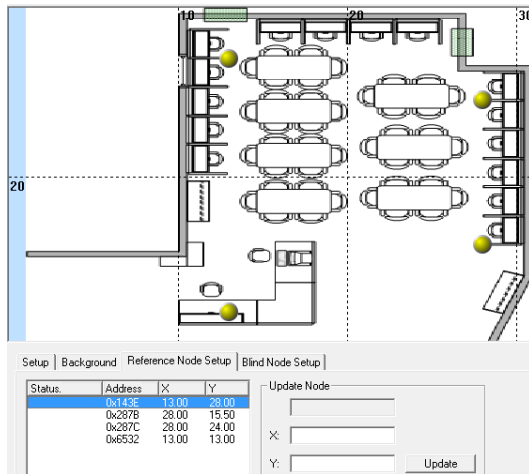 10 20 30
20
Setup Background Reference Node Setup Blind Node Setup
Status. Address X Y
0x143E 13.00 28.00
0x287B 28.00 15.50
0x287C 28.00 24.00
0x6532 13.00 13.00
Update Node
X:
Y: Update